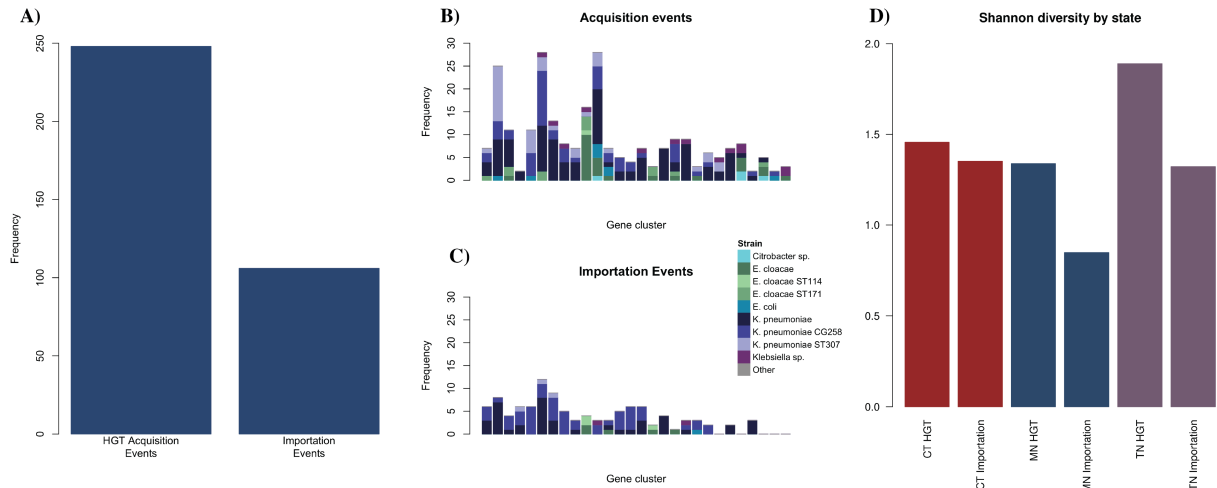 A)
Frequency
250
200
150
100
50
0
HGT Acquisition
Events
Importation
Events
B)
Acquisition events
Frequency
30
25
20
15
10
5
0
Gene cluster
C)
Importation Events
Frequency
30
25
20
15
10
5
0
Gene cluster
Strain
Citrobacter sp.
E. cloacae
E. cloacae ST114
E. cloacae ST171
E. coli
K. pneumoniae
K. pneumoniae CG258
K. pneumoniae ST307
Klebsiella sp.
Other
D)
Shannon diversity by state
2.0
1.5
1.0
0.5
0.0
CT HGT
CT Importation
MN HGT
MN Importation
TN HGT
TN Importation